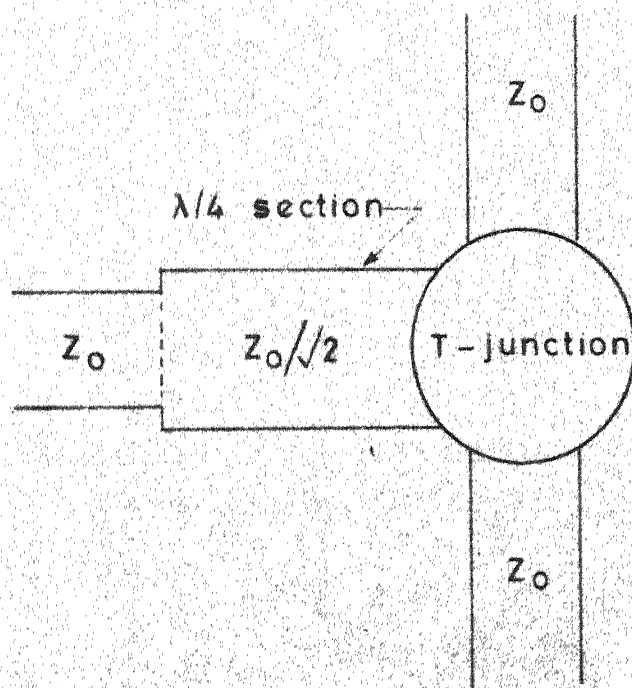 Z₀
λ/4 section
Z₀
Z₀/√2
T-junction
Z₀